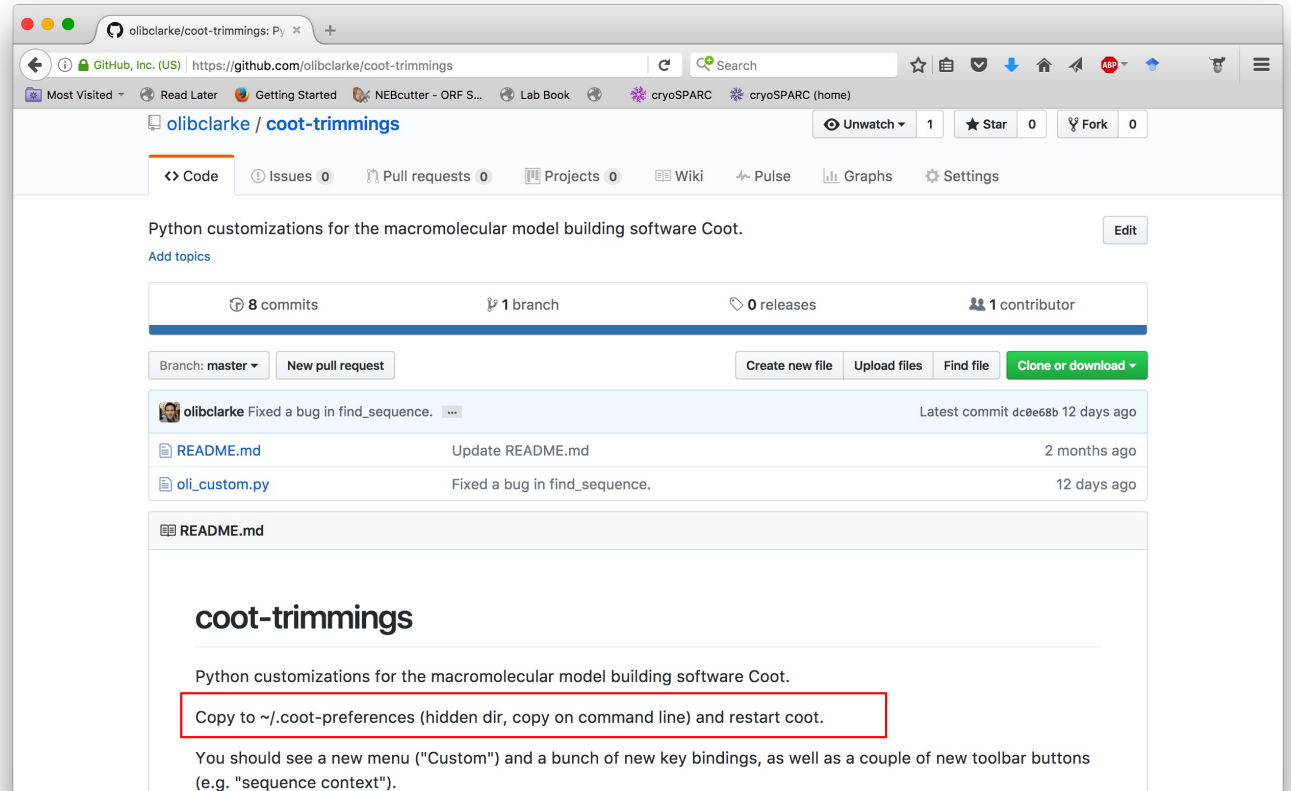 olibclarke/coot-trimmings: Py
GitHub, Inc. (US) https://github.com/olibclarke/coot-trimmings Search ABP
Most Visited Read Later Getting Started NEBcutter - ORF S... Lab Book cryoSPARC cryoSPARC (home)
olibclarke / coot-trimmings Unwatch 1 Star 0 Fork 0
<> Code Issues 0 Pull requests 0 Projects 0 Wiki Pulse Graphs Settings
Python customizations for the macromolecular model building software Coot. Edit
Add topics
8 commits 1 branch 0 releases 1 contributor
Branch: master New pull request Create new file Upload files Find file Clone or download
olibclarke Fixed a bug in find_sequence. ... Latest commit dc0e68b 12 days ago
README.md Update README.md 2 months ago
oli_custom.py Fixed a bug in find_sequence. 12 days ago
README.md
coot-trimmings
Python customizations for the macromolecular model building software Coot.
Copy to ~/.coot-preferences (hidden dir, copy on command line) and restart coot.
You should see a new menu ("Custom") and a bunch of new key bindings, as well as a couple of new toolbar buttons
(e.g. "sequence context").